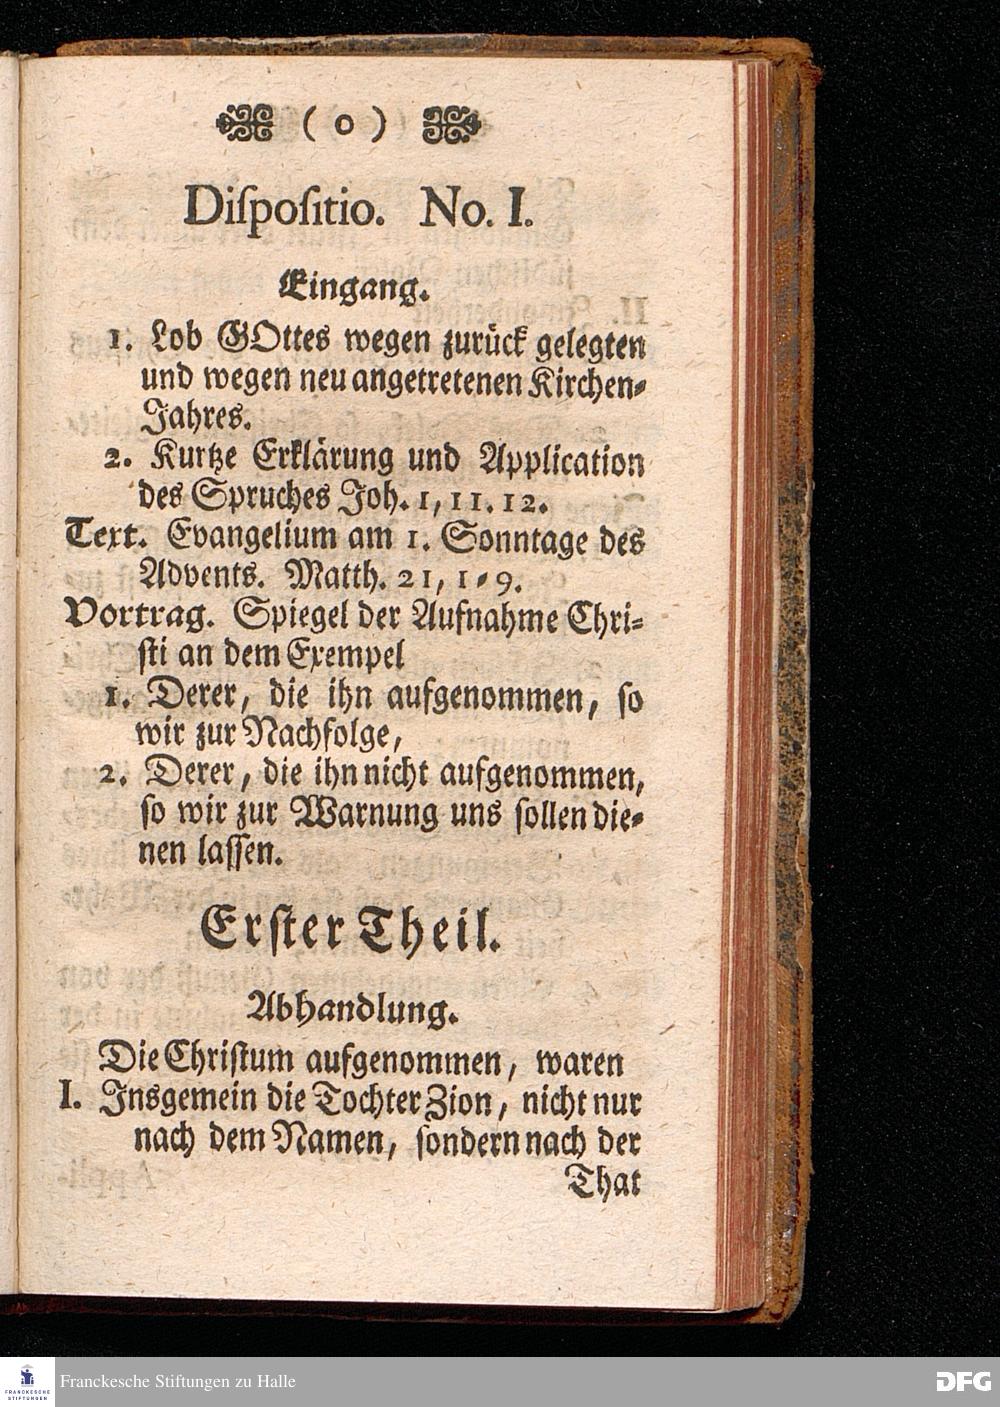 ( o )
Diſpoſitio. No. I.
Eingang.
1. Lob GOttes wegen zurück gelegten
und wegen neu angetretenen Kirchen⸗
Jahres.
2. Kurtze Erklärung und Application
des Spruches Joh. 1, 11. 12.
Text. Evangelium am 1. Sonntage des
Advents. Matth. 21, 1⸗9.
Vortrag. Spiegel der Aufnahme Chri⸗
ſti an dem Exempel
1. Derer, die ihn aufgenommen, ſo
wir zur Nachfolge,
2. Derer, die ihn nicht aufgenommen,
ſo wir zur Warnung uns ſollen die⸗
nen laſſen.
Erſter Theil.
Abhandlung.
Die Chriſtum aufgenommen, waren
I. Insgemein die Tochter Zion, nicht nur
nach dem Namen, ſondern nach der
That
FRANCKESCHE
STIFTUNGEN
Franckesche Stiftungen zu Halle
DFG